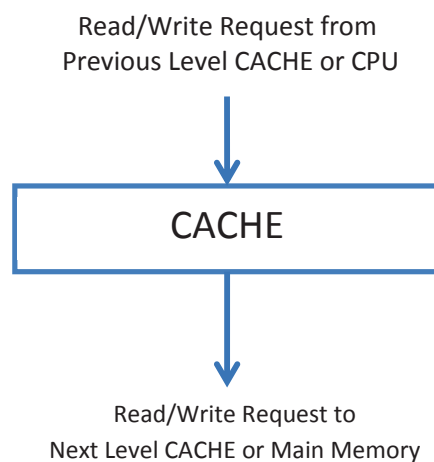 Read/Write Request from
Previous Level CACHE or CPU
CACHE
Read/Write Request to
Next Level CACHE or Main Memory